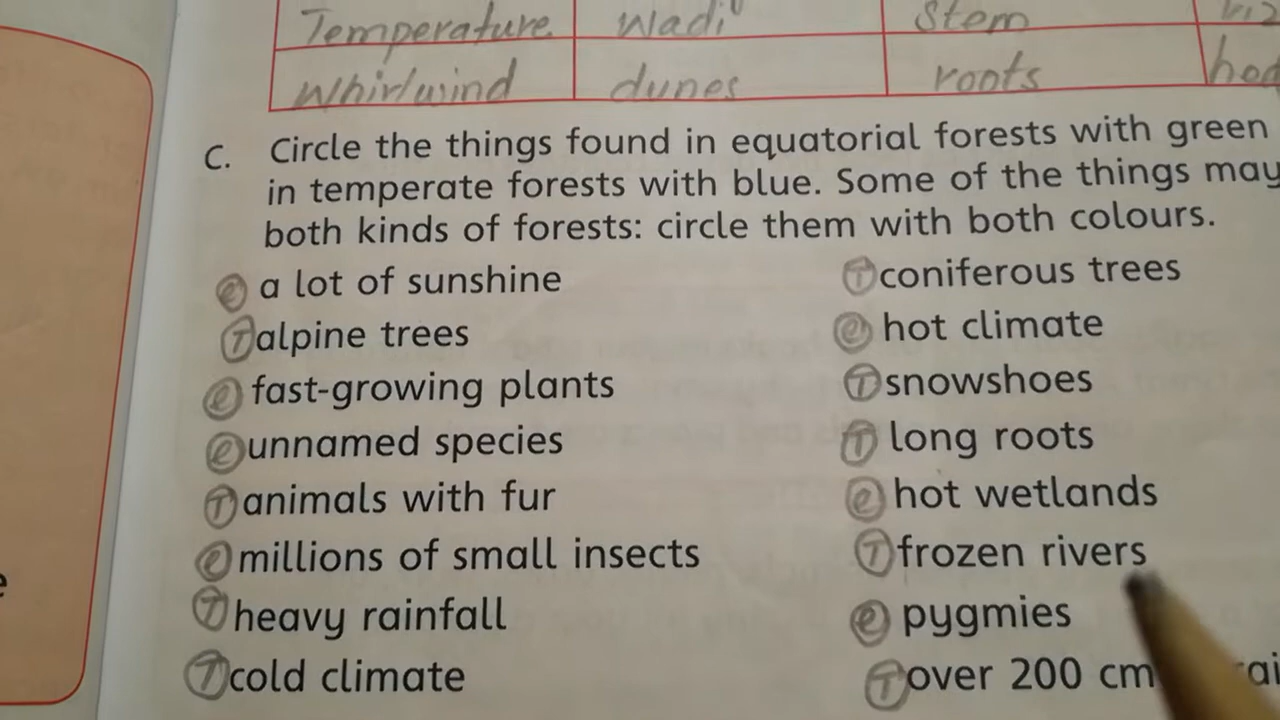 Temperature wadi stem
Whirlwind dunes roots
C. Circle the things found in equatorial forests with green
in temperate forests with blue. Some of the things may
both kinds of forests: circle them with both colours.
e a lot of sunshine
T coniferous trees
T alpine trees
e hot climate
e fast-growing plants
T snowshoes
e unnamed species
T long roots
T animals with fur
e hot wetlands
e millions of small insects
T frozen rivers
T heavy rainfall
e pygmies
T cold climate
T over 200 cm